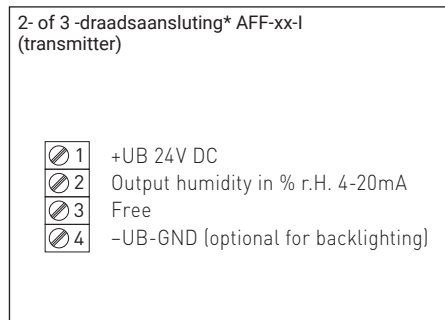 2- of 3 -draadsaansluting* AFF-xx-I
(transmitter)
1 +UB 24V DC
2 Output humidity in % r.H. 4-20mA
3 Free
4 –UB-GND (optional for backlighting)